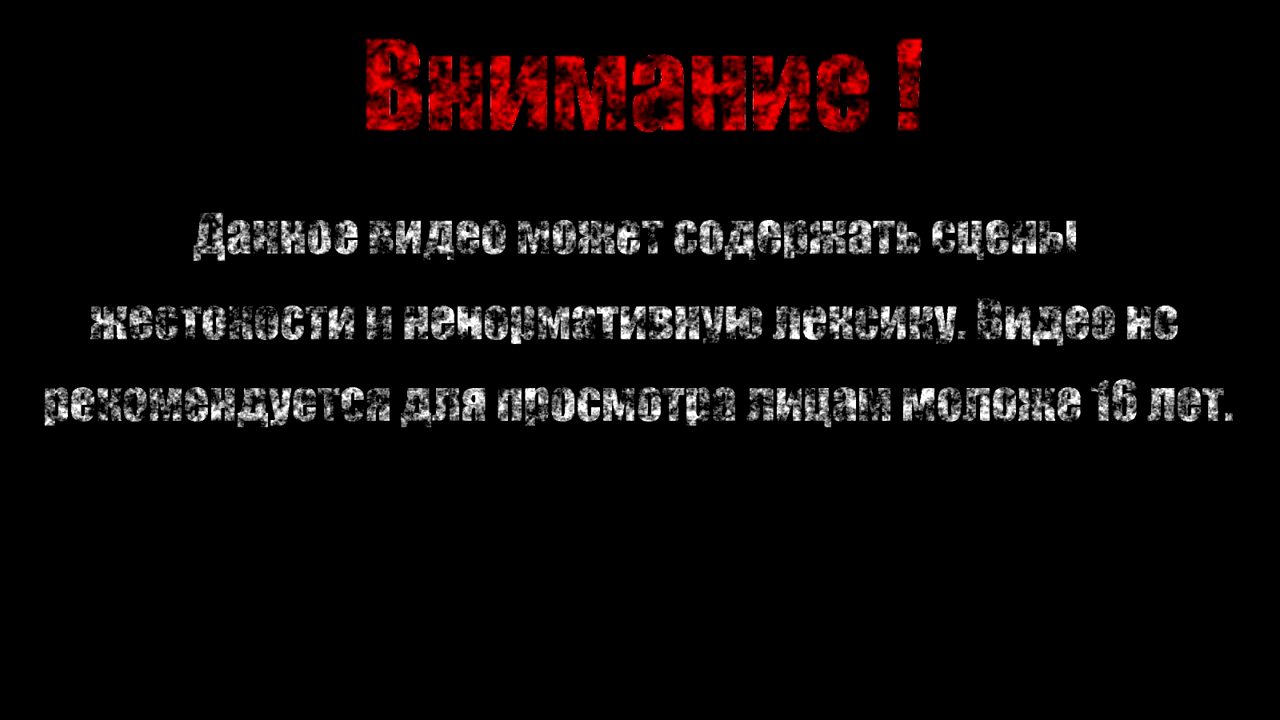 Внимание !
Данное видео может содержать сцены
жестокости и ненормативную лексику. Видео не
рекомендуется для просмотра лицам моложе 16 лет.